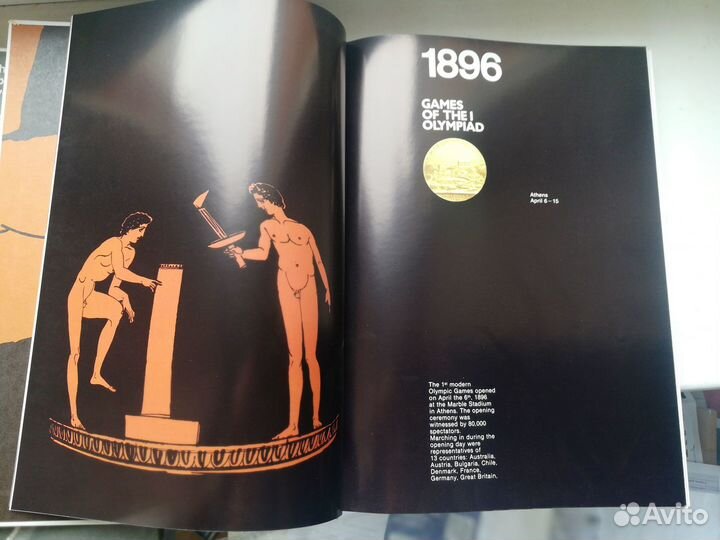 1896
GAMES
OF THE I
OLYMPIAD
Athens
April 6–15
The 1st modern
Olympic Games opened
on April the 6th, 1896
at the Marble Stadium
in Athens. The opening
ceremony was
witnessed by 80,000
spectators.
Marching in during the
opening day were
representatives of
13 countries: Australia,
Austria, Bulgaria, Chile,
Denmark, France,
Germany, Great Britain,
Avito